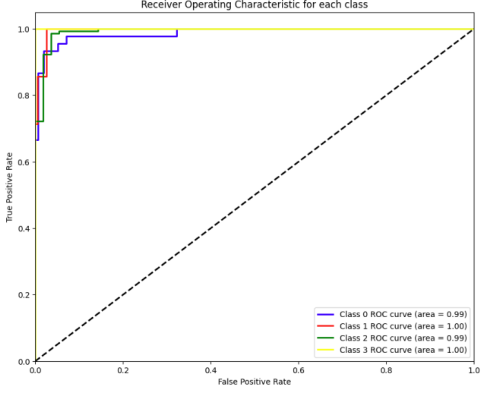 Receiver Operating Characteristic for each class
1.0
0.8
0.6
0.4
0.2
0.0
True Positive Rate
0.0
0.2
0.4
0.6
0.8
1.0
False Positive Rate
Class 0 ROC curve (area = 0.99)
Class 1 ROC curve (area = 1.00)
Class 2 ROC curve (area = 0.99)
Class 3 ROC curve (area = 1.00)